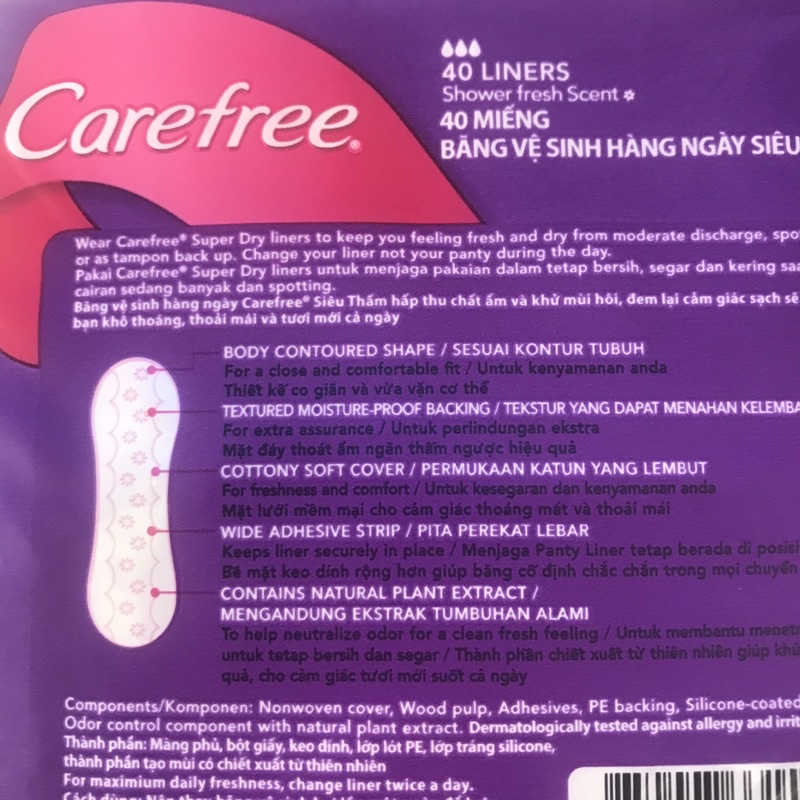 Carefree®
40 LINERS
Shower fresh Scent
40 MIẾNG
BĂNG VỆ SINH HÀNG NGÀY SIÊU
Wear Carefree® Super Dry liners to keep you feeling fresh and dry from moderate discharge,
or as tampon back up. Change your liner not your panty during the day.
Pakai Carefree® Super Dry liners untuk menjaga pakaian dalam tetap bersih, segar dan kering
cairan sedang banyak dan spotting.
Băng vệ sinh hàng ngày Carefree® Siêu Thấm hấp thu chất ẩm và khử mùi hôi, đem lại cảm giác sạch
bạn khô thoáng, thoải mái và tươi mới cả ngày
BODY CONTOURED SHAPE / SESUAI KONTUR TUBUH
For a close and comfortable fit / Untuk kenyamanan anda
Thiết kế co giãn và vừa vặn cơ thể
TEXTURED MOISTURE-PROOF BACKING / TEKSTUR YANG DAPAT MENAHAN
For extra assurance / Untuk perlindungan ekstra
Mặt đáy thoát ẩm ngăn thấm ngược hiệu quả
COTTONY SOFT COVER / PERMUKAAN KATUN YANG LEMBUT
For freshness and comfort / Untuk kesegaran dan kenyamanan anda
Mặt lưới mềm mại cho cảm giác thoáng mát và thoải mái
WIDE ADHESIVE STRIP / PITA PEREKAT LEBAR
Keeps liner securely in place / Menjaga Panty Liner tetap berada di
Bề mặt keo dính rộng hơn giúp băng cố định chắc chắn trong mọi chuyển
CONTAINS NATURAL PLANT EXTRACT /
MENGANDUNG EKSTRAK TUMBUHAN ALAMI
To help neutralize odor for a clean fresh feeling / Untuk membantu
untuk tetap bersih dan segar / Thành phần chiết xuất từ thiên nhiên giúp
quả, cho cảm giác tươi mới suốt cả ngày
Components/Komponen: Nonwoven cover, Wood pulp, Adhesives, PE backing, Silicone-coated
Odor control component with natural plant extract. Dermatologically tested against allergy and
Thành phần: Màng phủ, bột giấy, keo dính, lớp lót PE, lớp tráng silicone,
thành phần tạo mùi có chiết xuất từ thiên nhiên
For maximium daily freshness, change liner twice a day.